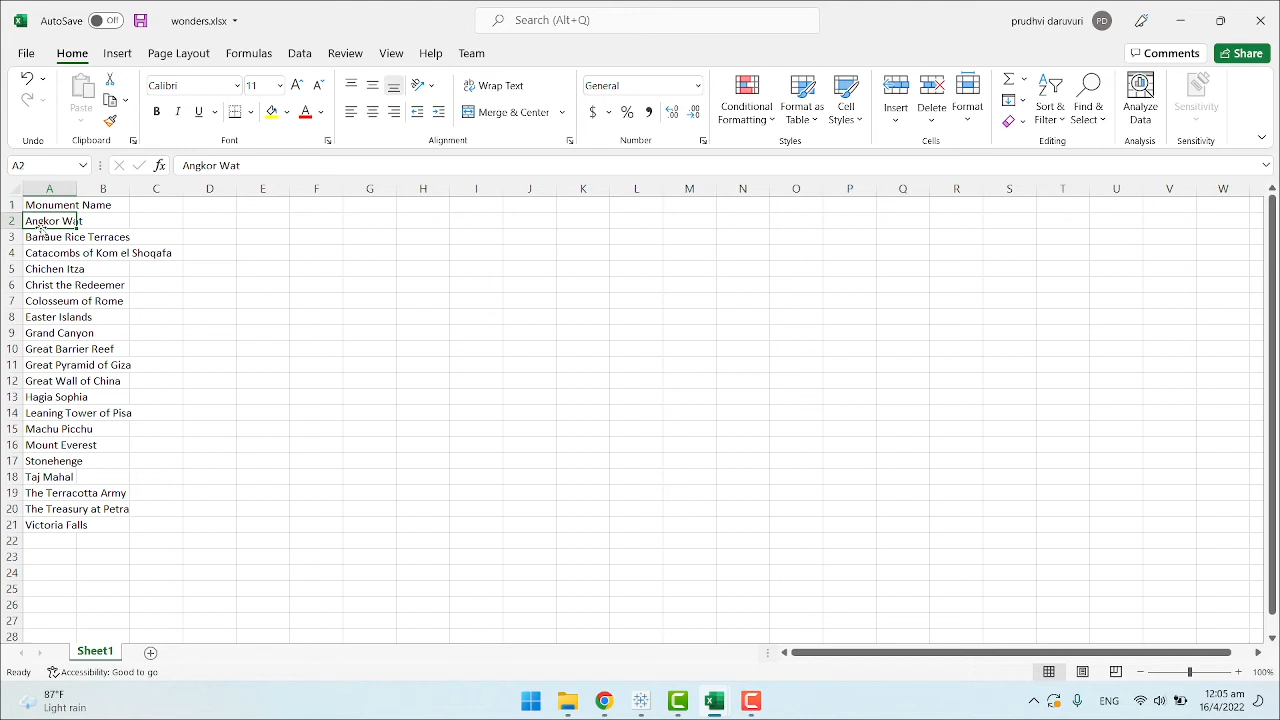 AutoSave Off wonders.xlsx Search (Alt+Q) prudhvi daruvuri PD
File Home Insert Page Layout Formulas Data Review View Help Team Comments Share
Paste Calibri 11 B I U A Wrap Text Merge & Center General $ % Conditional Formatting Format as Table Cell Styles Insert Delete Format Sort & Filter Find & Select Analyze Data Sensitivity
Undo Clipboard Font Alignment Number Styles Cells Editing Analysis Sensitivity
A2 fx Angkor Wat
A B C D E F G H I J K L M N O P Q R S T U V W
1 Monument Name
2 Angkor Wat
3 Banaue Rice Terraces
4 Catacombs of Kom el Shoqafa
5 Chichen Itza
6 Christ the Redeemer
7 Colosseum of Rome
8 Easter Islands
9 Grand Canyon
10 Great Barrier Reef
11 Great Pyramid of Giza
12 Great Wall of China
13 Hagia Sophia
14 Leaning Tower of Pisa
15 Machu Picchu
16 Mount Everest
17 Stonehenge
18 Taj Mahal
19 The Terracotta Army
20 The Treasury at Petra
21 Victoria Falls
22
23
24
25
26
27
28
Sheet1
Ready Accessibility: Good to go 100%
87°F
Light rain
ENG
12:05 am
16/4/2022